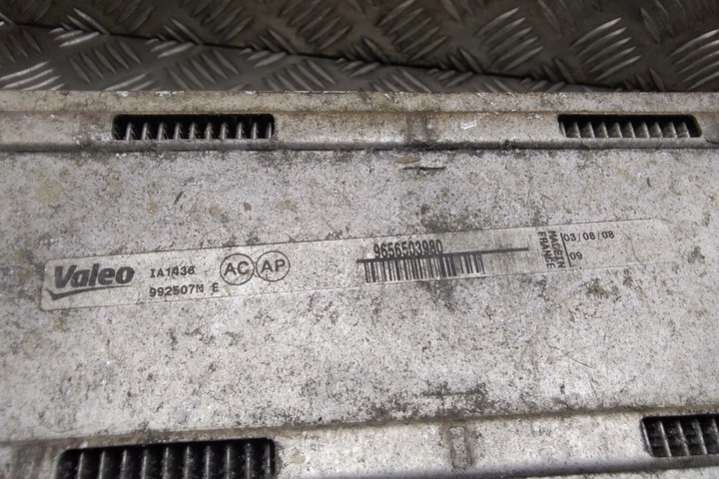 Valeo
IA1436
992507M E
AC AP
9656503980
MADE IN
FRANCE
03/06/08
09